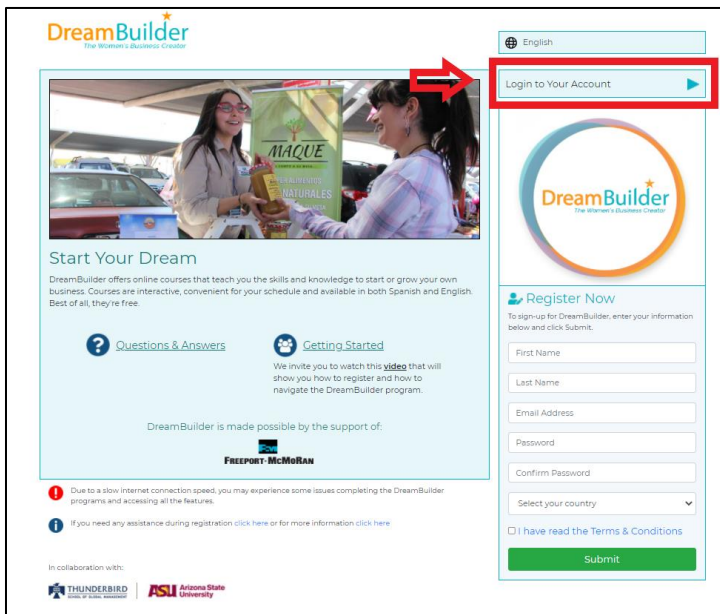 DreamBuilder
The Women's Business Creator
English
Login to Your Account
MAQUE
NATURALES
Start Your Dream
DreamBuilder offers online courses that teach you the skills and knowledge to start or grow your own
business. Courses are interactive, convenient for your schedule and available in both Spanish and English.
Best of all, they're free.
Questions & Answers
Getting Started
We invite you to watch this video that will
show you how to register and how to
navigate the DreamBuilder program.
DreamBuilder is made possible by the support of:
FCX
FREEPORT-McMoRAN
Due to a slow internet connection speed, you may experience some issues completing the DreamBuilder
programs and accessing all the features.
If you need any assistance during registration click here or for more information click here
In collaboration with:
THUNDERBIRD
SCHOOL OF GLOBAL MANAGEMENT
ASU Arizona State
University
DreamBuilder
The Women's Business Creator
Register Now
To sign-up for DreamBuilder, enter your information
below and click Submit.
First Name
Last Name
Email Address
Password
Confirm Password
Select your country
I have read the Terms & Conditions
Submit